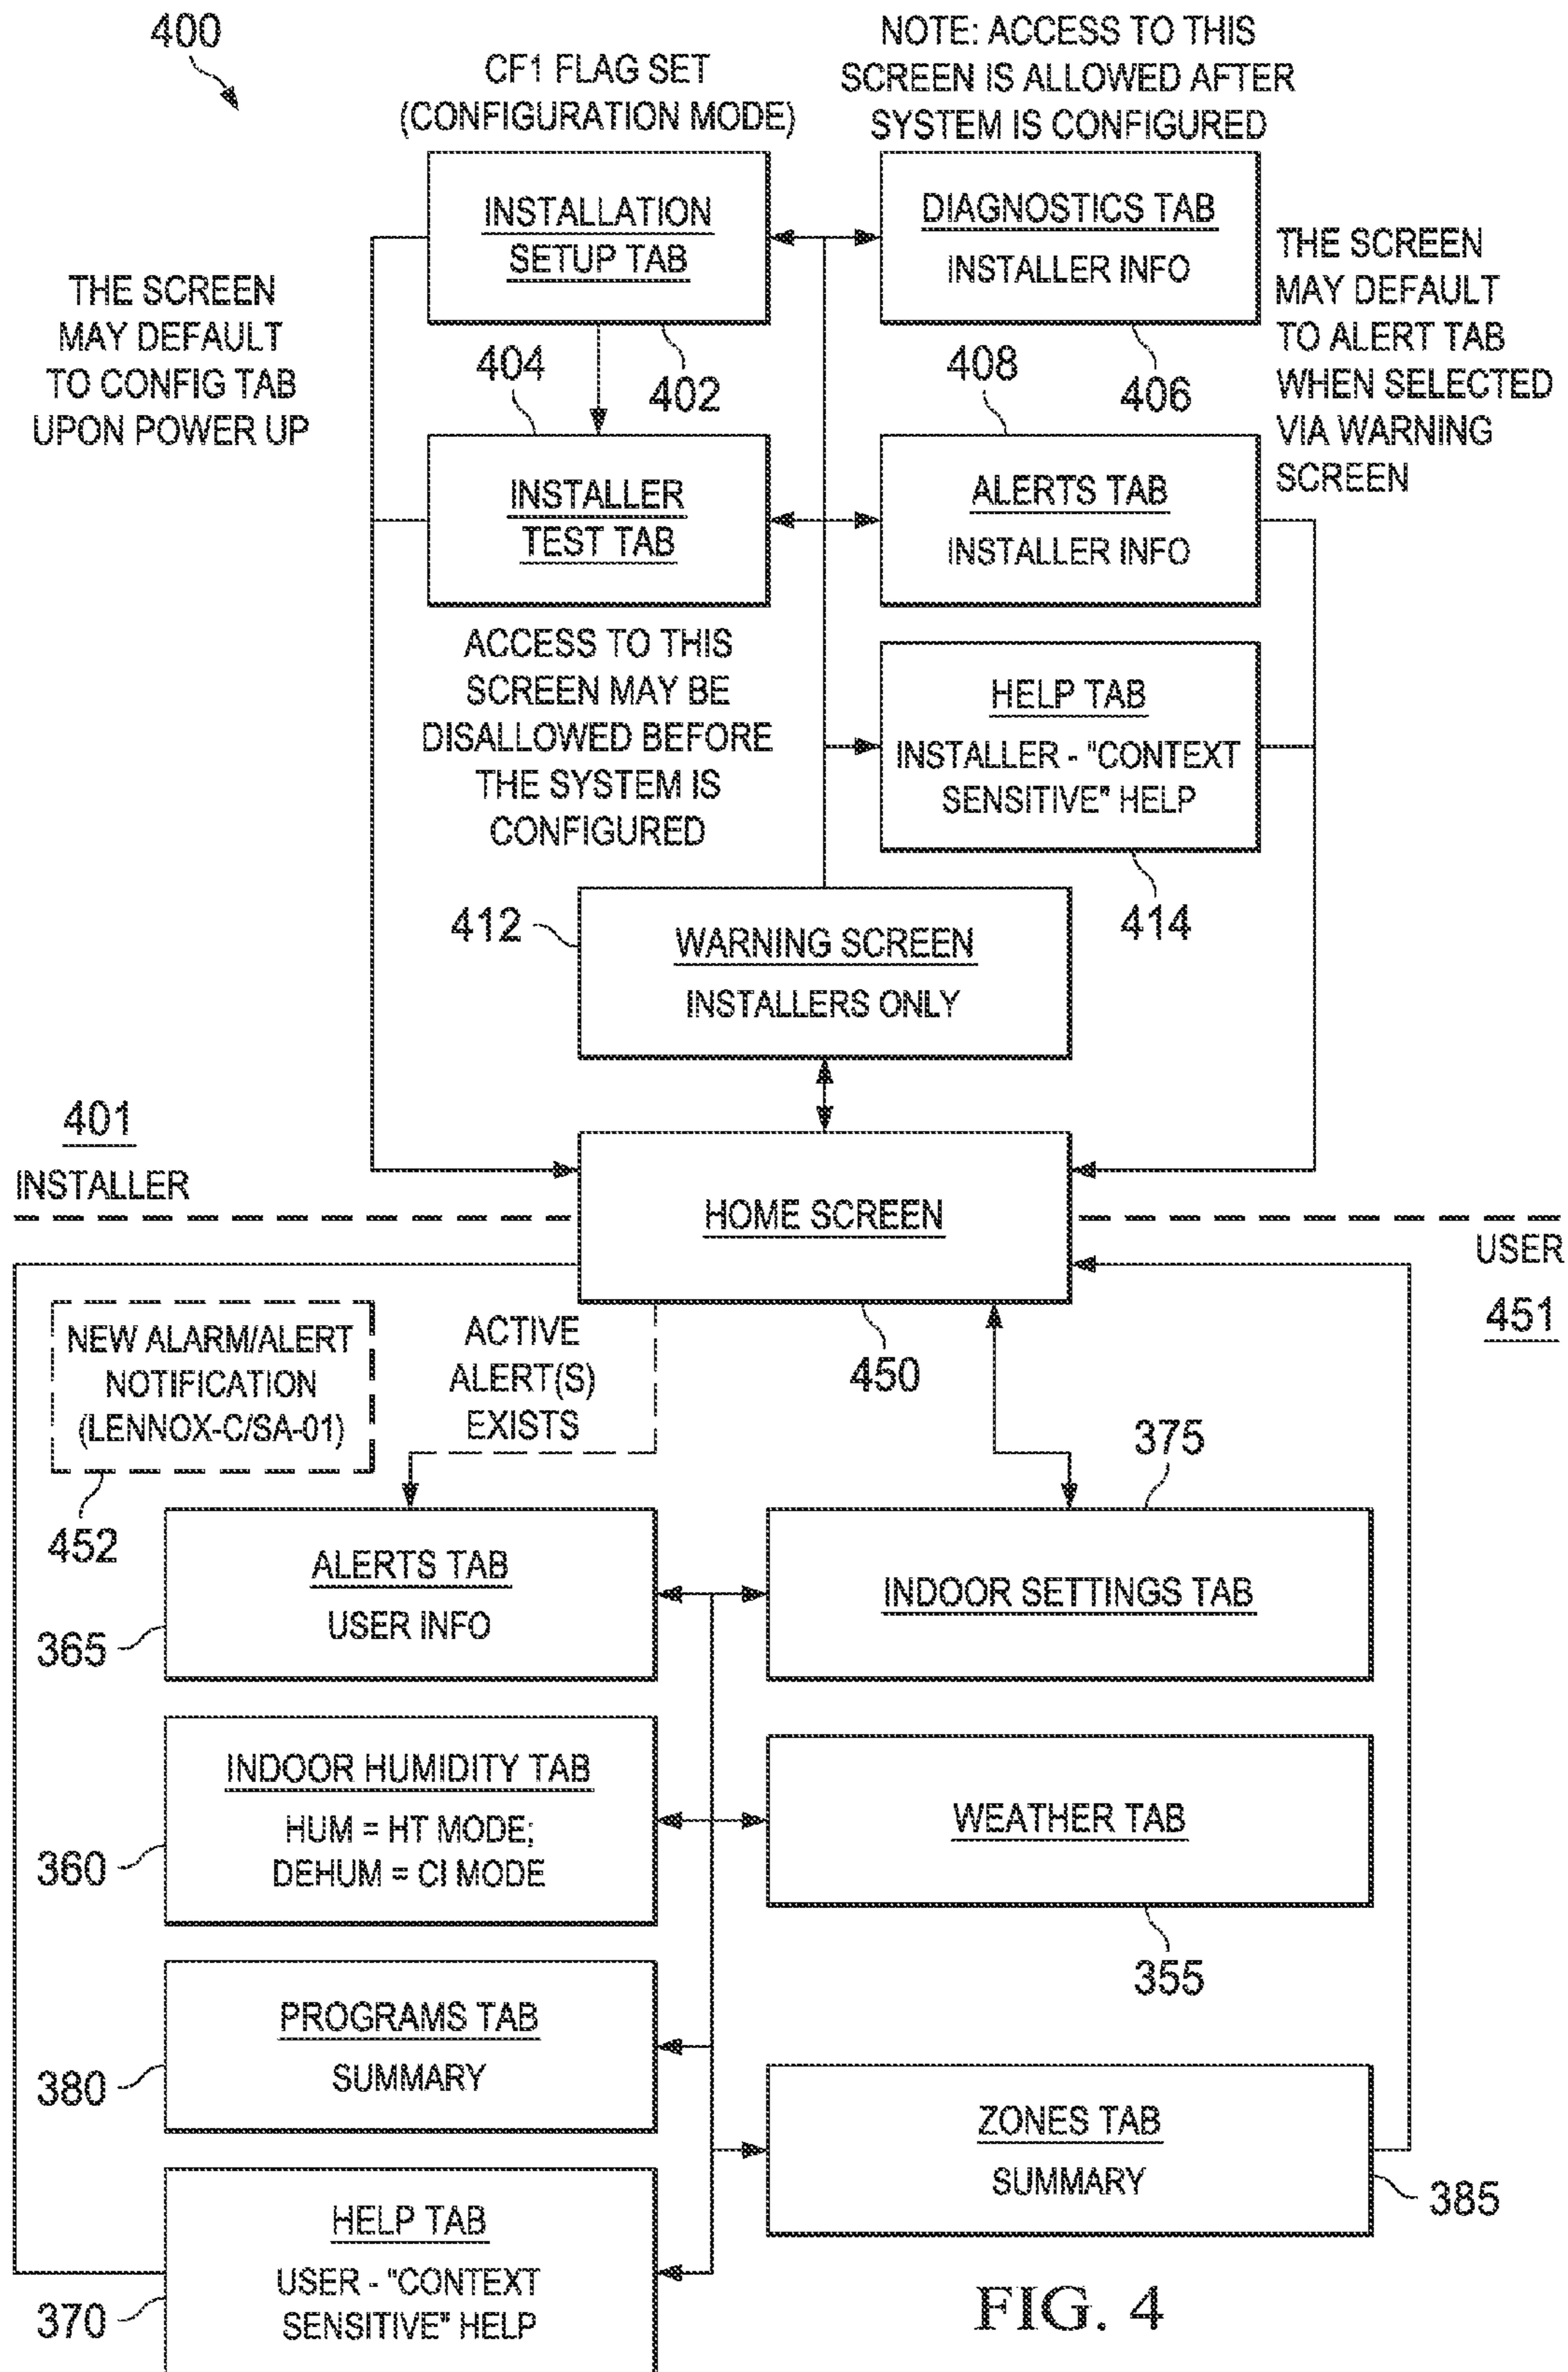 400
CF1 FLAG SET
(CONFIGURATION MODE)
NOTE: ACCESS TO THIS
SCREEN IS ALLOWED AFTER
SYSTEM IS CONFIGURED
INSTALLATION
SETUP TAB
402
DIAGNOSTICS TAB
INSTALLER INFO
406
THE SCREEN
MAY DEFAULT
TO CONFIG TAB
UPON POWER UP
THE SCREEN
MAY DEFAULT
TO ALERT TAB
WHEN SELECTED
VIA WARNING
SCREEN
404
INSTALLER
TEST TAB
408
ALERTS TAB
INSTALLER INFO
ACCESS TO THIS
SCREEN MAY BE
DISALLOWED BEFORE
THE SYSTEM IS
CONFIGURED
HELP TAB
INSTALLER - "CONTEXT
SENSITIVE" HELP
414
412
WARNING SCREEN
INSTALLERS ONLY
401
INSTALLER
HOME SCREEN
450
USER
451
NEW ALARM/ALERT
NOTIFICATION
(LENNOX-C/SA-01)
452
ACTIVE
ALERT(S)
EXISTS
375
ALERTS TAB
USER INFO
365
INDOOR SETTINGS TAB
INDOOR HUMIDITY TAB
HUM = HT MODE;
DEHUM = CI MODE
360
WEATHER TAB
355
PROGRAMS TAB
SUMMARY
380
ZONES TAB
SUMMARY
385
HELP TAB
USER - "CONTEXT
SENSITIVE" HELP
370
FIG. 4